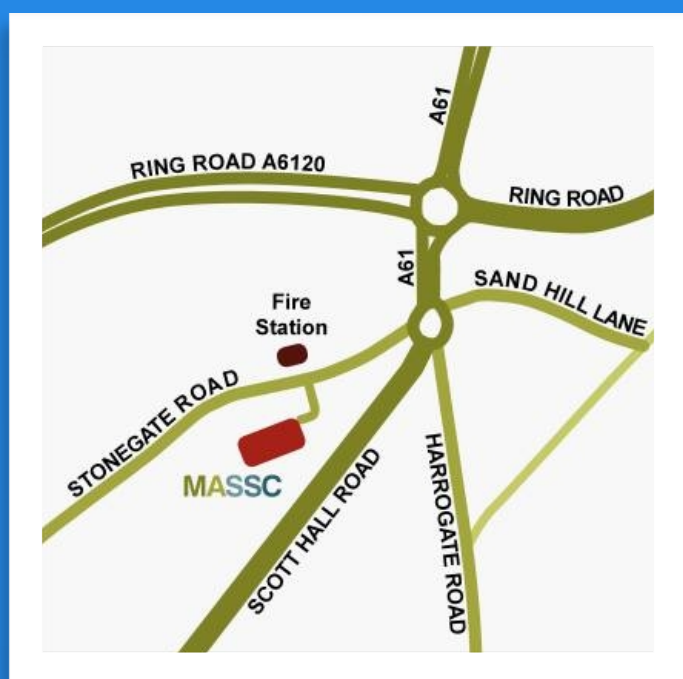 A61
RING ROAD A6120
RING ROAD
A61
SAND HILL LANE
Fire
Station
STONEGATE ROAD
MASSC
SCOTT HALL ROAD
HARROGATE ROAD